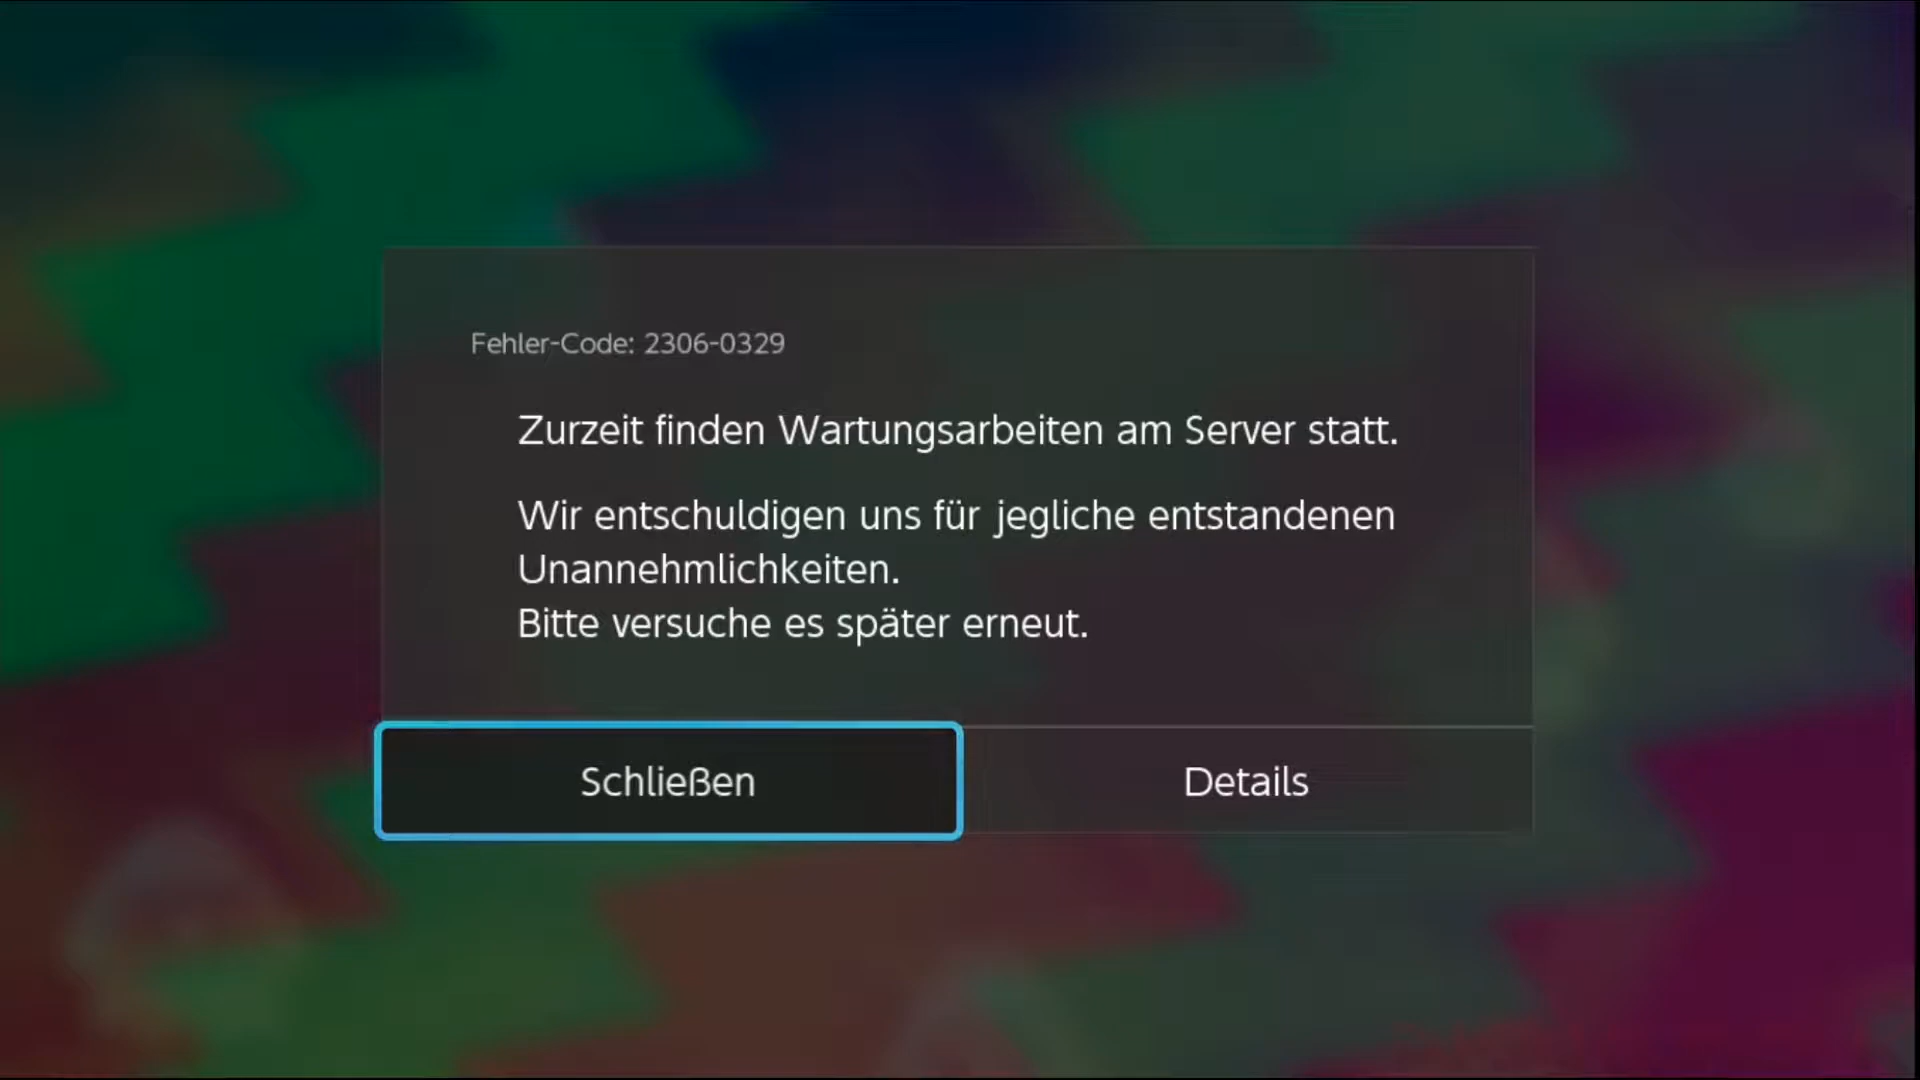 Fehler-Code: 2306-0329
Zurzeit finden Wartungsarbeiten am Server statt.
Wir entschuldigen uns für jegliche entstandenen
Unannehmlichkeiten.
Bitte versuche es später erneut.
Schließen
Details